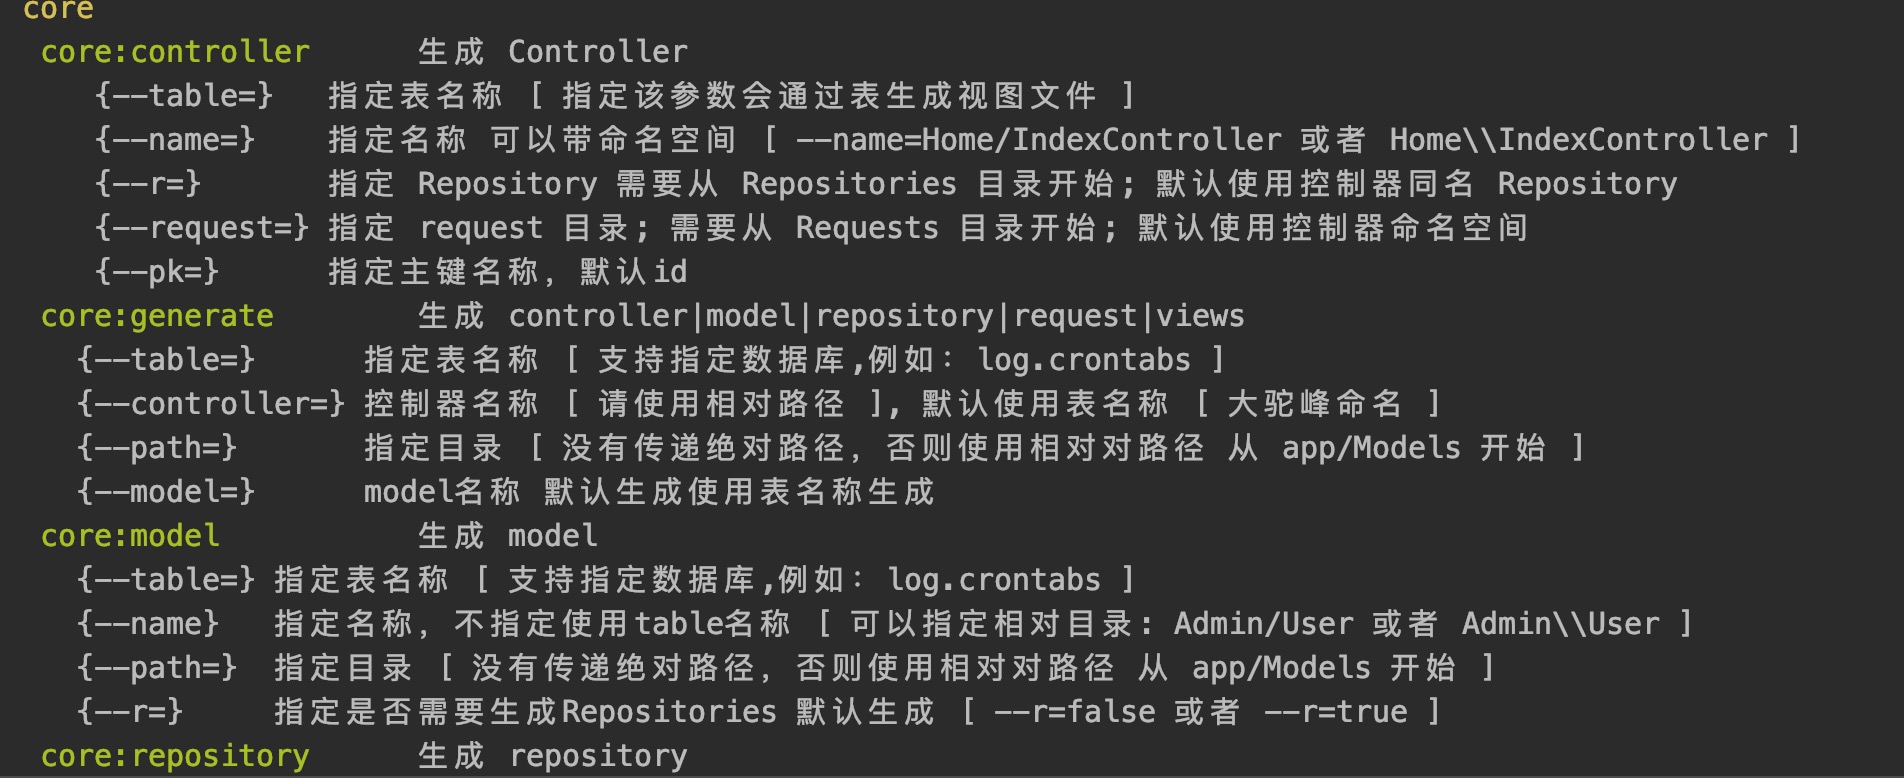 core
core:controller 生成 Controller
{--table=} 指定表名称 [ 指定该参数会通过表生成视图文件 ]
{--name=} 指定名称 可以带命名空间 [ --name=Home/IndexController 或者 Home\\IndexController ]
{--r=} 指定 Repository 需要从 Repositories 目录开始; 默认使用控制器同名 Repository
{--request=} 指定 request 目录; 需要从 Requests 目录开始; 默认使用控制器命名空间
{--pk=} 指定主键名称, 默认id
core:generate 生成 controller|model|repository|request|views
{--table=} 指定表名称 [ 支持指定数据库,例如: log.crontabs ]
{--controller=} 控制器名称 [ 请使用相对路径 ], 默认使用表名称 [ 大驼峰命名 ]
{--path=} 指定目录 [ 没有传递绝对路径, 否则使用相对对路径 从 app/Models 开始 ]
{--model=} model名称 默认生成使用表名称生成
core:model 生成 model
{--table=} 指定表名称 [ 支持指定数据库,例如: log.crontabs ]
{--name} 指定名称, 不指定使用table名称 [ 可以指定相对目录: Admin/User 或者 Admin\\User ]
{--path=} 指定目录 [ 没有传递绝对路径, 否则使用相对对路径 从 app/Models 开始 ]
{--r=} 指定是否需要生成Repositories 默认生成 [ --r=false 或者 --r=true ]
core:repository 生成 repository